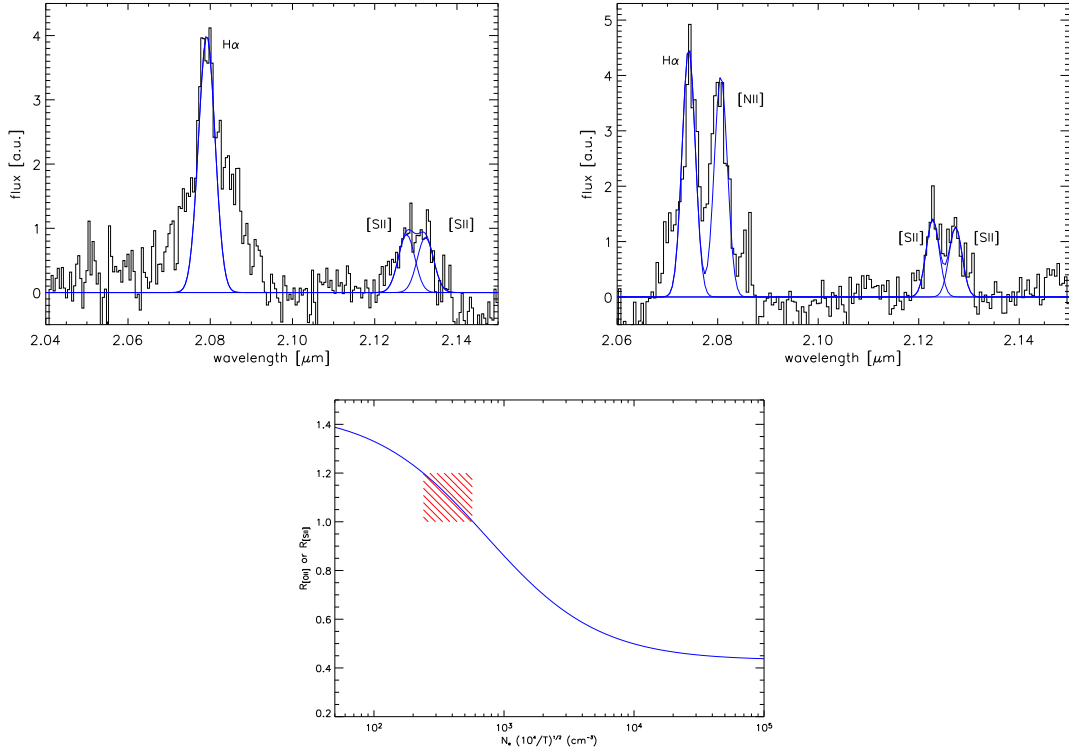 4
3
2
1
0
flux [a.u.]
Hα
[SII]
[SII]
2.04
2.06
2.08
2.10
2.12
2.14
wavelength [μm]
5
4
3
2
1
0
flux [a.u.]
Hα
[NII]
[SII]
[SII]
2.06
2.08
2.10
2.12
2.14
wavelength [μm]
1.4
1.2
1.0
0.8
0.6
0.4
0.2
R[OII] or R[SII]
10²
10³
10⁴
10⁵
Nₑ (10⁴/T)¹/² (cm⁻³)